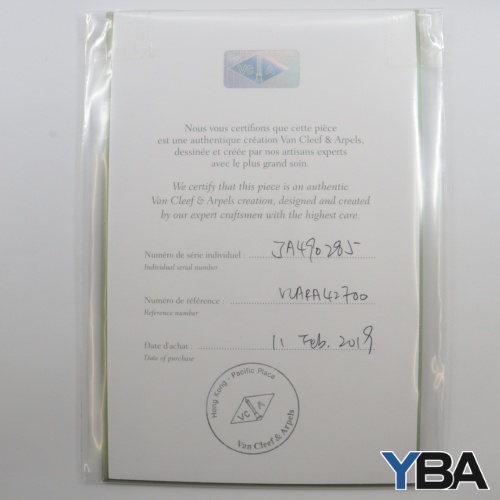 VC A
Nous vous certifions que cette pièce
est une authentique création Van Cleef & Arpels,
dessinée et créée par nos artisans experts
avec le plus grand soin.
We certify that this piece is an authentic
Van Cleef & Arpels creation, designed and created
by our expert craftsmen with the highest care.
Numéro de série individuel : JA490285
Individual serial number
Numéro de référence : VCARA42700
Reference number
Date d'achat : 11 Feb. 2019
Date of purchase
Hong Kong - Pacific Place
VC A
Van Cleef & Arpels
YBA